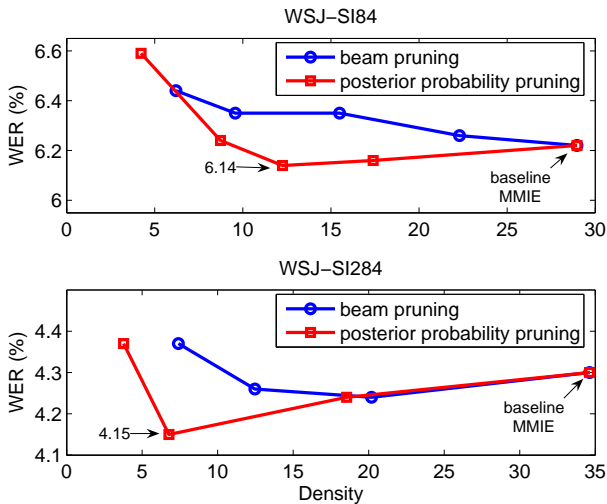 WSJ-SI84
WER (%)
6.6
6.4
6.2
6
beam pruning
posterior probability pruning
6.14
baseline
MMIE
0 5 10 15 20 25 30
WSJ-SI284
WER (%)
4.4
4.3
4.2
4.1
beam pruning
posterior probability pruning
4.15
baseline
MMIE
0 5 10 15 20 25 30 35
Density